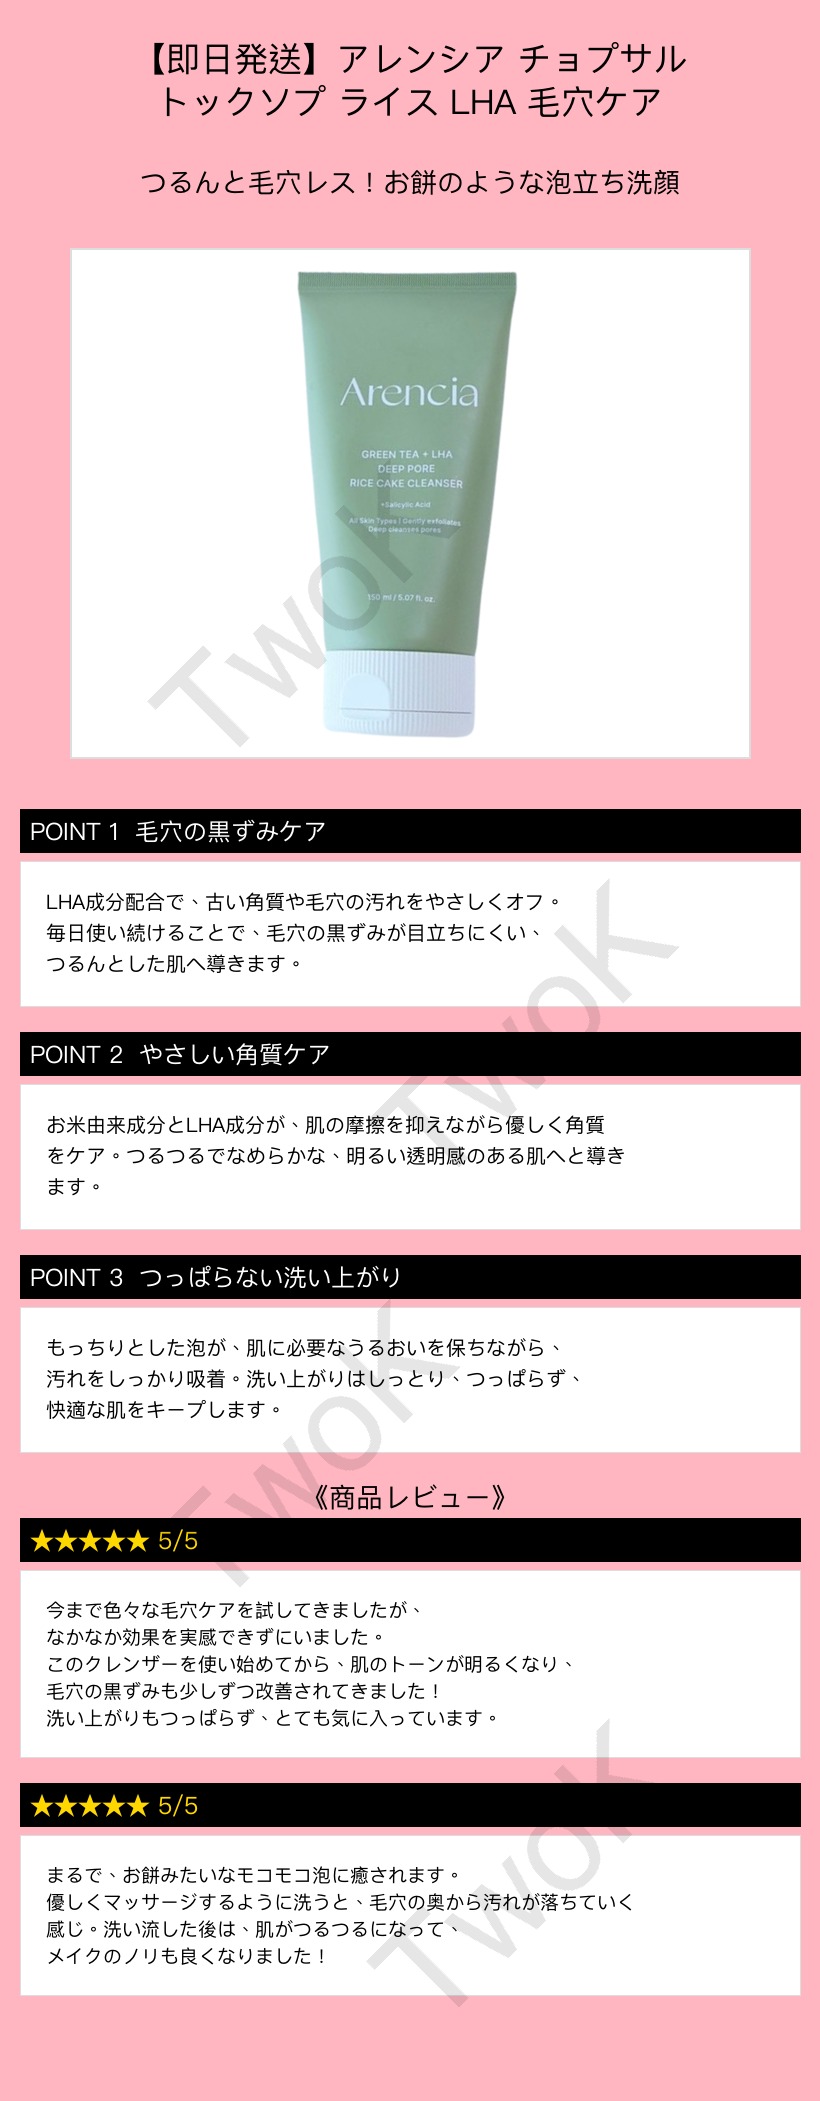 【即日発送】アレンシア チョプサル
トックソプ ライス LHA 毛穴ケア
つるんと毛穴レス！お餅のような泡立ち洗顔
Arencia
GREEN TEA + LHA
DEEP PORE
RICE CAKE CLEANSER
+Salicylic Acid
All Skin Types | Gently exfoliates
Deep cleanses pores
150 ml / 5.07 fl. oz.
TwoK
POINT 1 毛穴の黒ずみケア
LHA成分配合で、古い角質や毛穴の汚れをやさしくオフ。
毎日使い続けることで、毛穴の黒ずみが目立ちにくい、
つるんとした肌へ導きます。
TwoK
POINT 2 やさしい角質ケア
お米由来成分とLHA成分が、肌の摩擦を抑えながら優しく角質
をケア。つるつるでなめらかな、明るい透明感のある肌へと導き
ます。
POINT 3 つっぱらない洗い上がり
もっちりとした泡が、肌に必要なうるおいを保ちながら、
汚れをしっかり吸着。洗い上がりはしっとり、つっぱらず、
快適な肌をキープします。
TwoK
《商品レビュー》
★★★★★ 5/5
今まで色々な毛穴ケアを試してきましたが、
なかなか効果を実感できずにいました。
このクレンザーを使い始めてから、肌のトーンが明るくなり、
毛穴の黒ずみも少しずつ改善されてきました！
洗い上がりもつっぱらず、とても気に入っています。
★★★★★ 5/5
まるで、お餅みたいなモコモコ泡に癒されます。
優しくマッサージするように洗うと、毛穴の奥から汚れが落ちていく
感じ。洗い流した後は、肌がつるつるになって、
メイクのノリも良くなりました！
TwoK